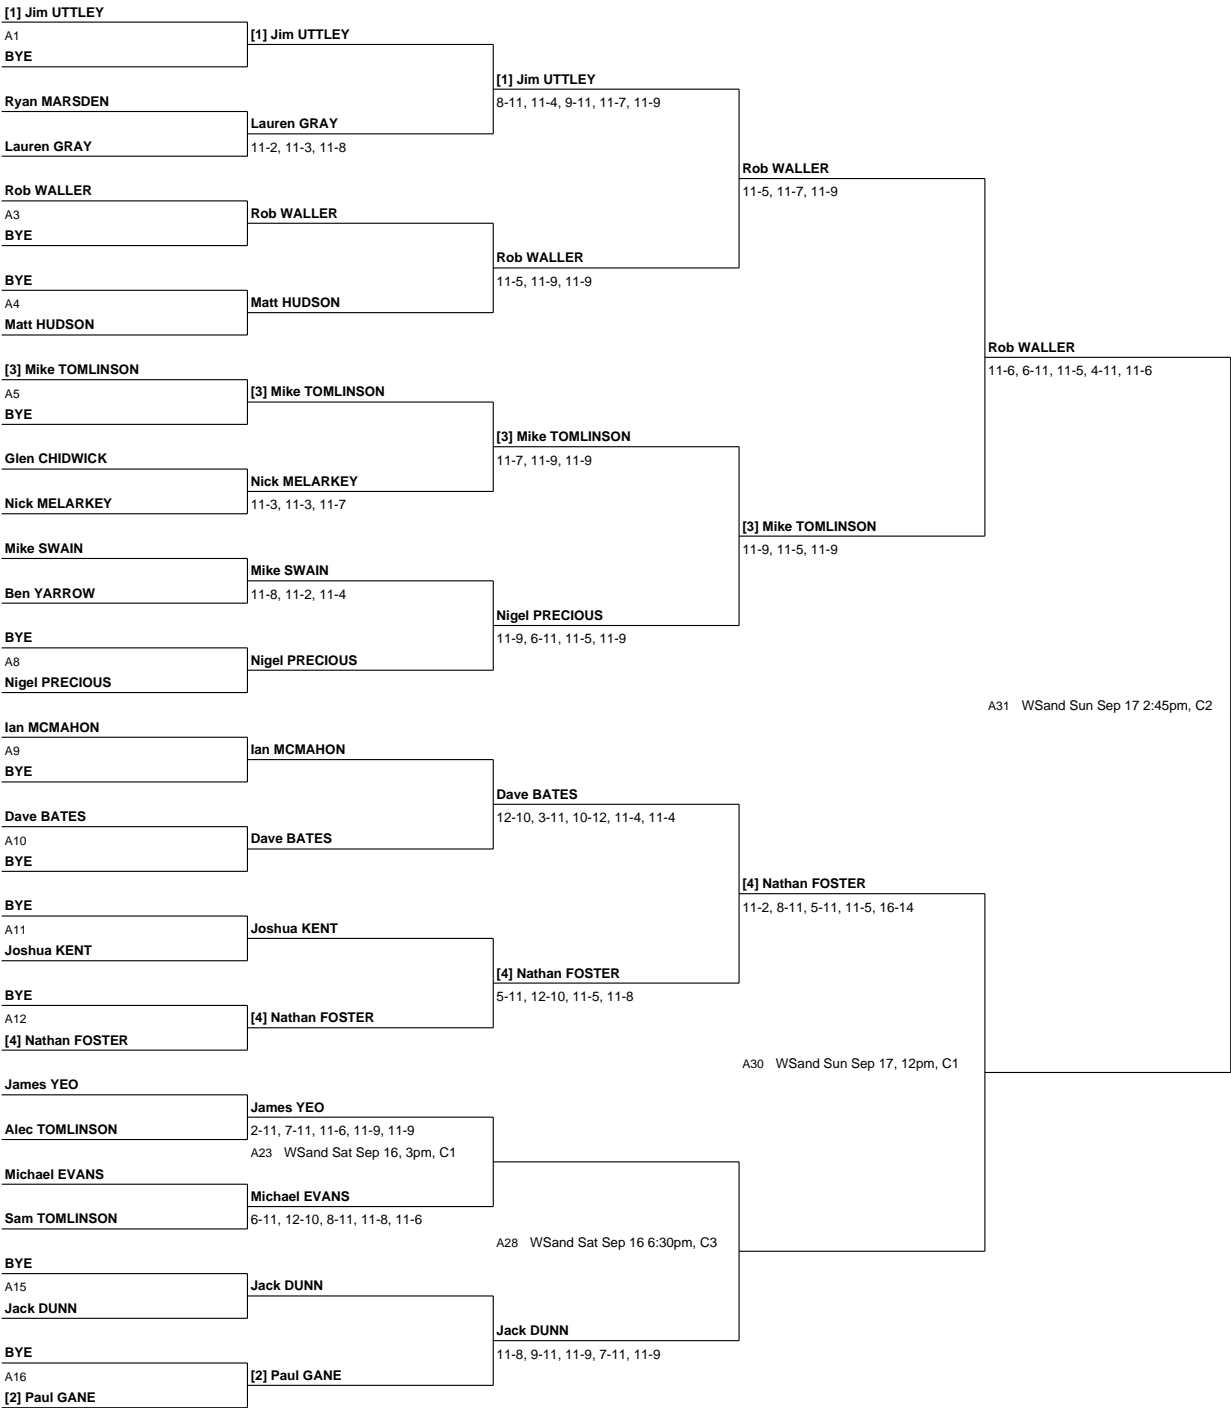 [1] Jim UTTLEY
A1
[1] Jim UTTLEY
BYE
[1] Jim UTTLEY
8-11, 11-4, 9-11, 11-7, 11-9
Ryan MARSDEN
Lauren GRAY
Lauren GRAY
11-2, 11-3, 11-8
Rob WALLER
11-5, 11-7, 11-9
Rob WALLER
A3
Rob WALLER
BYE
Rob WALLER
11-5, 11-9, 11-9
BYE
A4
Matt HUDSON
Matt HUDSON
Rob WALLER
11-6, 6-11, 11-5, 4-11, 11-6
[3] Mike TOMLINSON
A5
[3] Mike TOMLINSON
BYE
[3] Mike TOMLINSON
11-7, 11-9, 11-9
Glen CHIDWICK
Nick MELARKEY
Nick MELARKEY
11-3, 11-3, 11-7
[3] Mike TOMLINSON
11-9, 11-5, 11-9
Mike SWAIN
Mike SWAIN
Ben YARROW
11-8, 11-2, 11-4
Nigel PRECIOUS
11-9, 6-11, 11-5, 11-9
BYE
A8
Nigel PRECIOUS
Nigel PRECIOUS
A31 WSand Sun Sep 17 2:45pm, C2
Ian MCMAHON
A9
Ian MCMAHON
BYE
Dave BATES
12-10, 3-11, 10-12, 11-4, 11-4
Dave BATES
A10
Dave BATES
BYE
[4] Nathan FOSTER
11-2, 8-11, 5-11, 11-5, 16-14
BYE
A11
Joshua KENT
Joshua KENT
[4] Nathan FOSTER
5-11, 12-10, 11-5, 11-8
BYE
A12
[4] Nathan FOSTER
[4] Nathan FOSTER
A30 WSand Sun Sep 17, 12pm, C1
James YEO
James YEO
Alec TOMLINSON
2-11, 7-11, 11-6, 11-9, 11-9
A23 WSand Sat Sep 16, 3pm, C1
Michael EVANS
Michael EVANS
Sam TOMLINSON
6-11, 12-10, 8-11, 11-8, 11-6
A28 WSand Sat Sep 16 6:30pm, C3
BYE
A15
Jack DUNN
Jack DUNN
Jack DUNN
11-8, 9-11, 11-9, 7-11, 11-9
BYE
A16
[2] Paul GANE
[2] Paul GANE